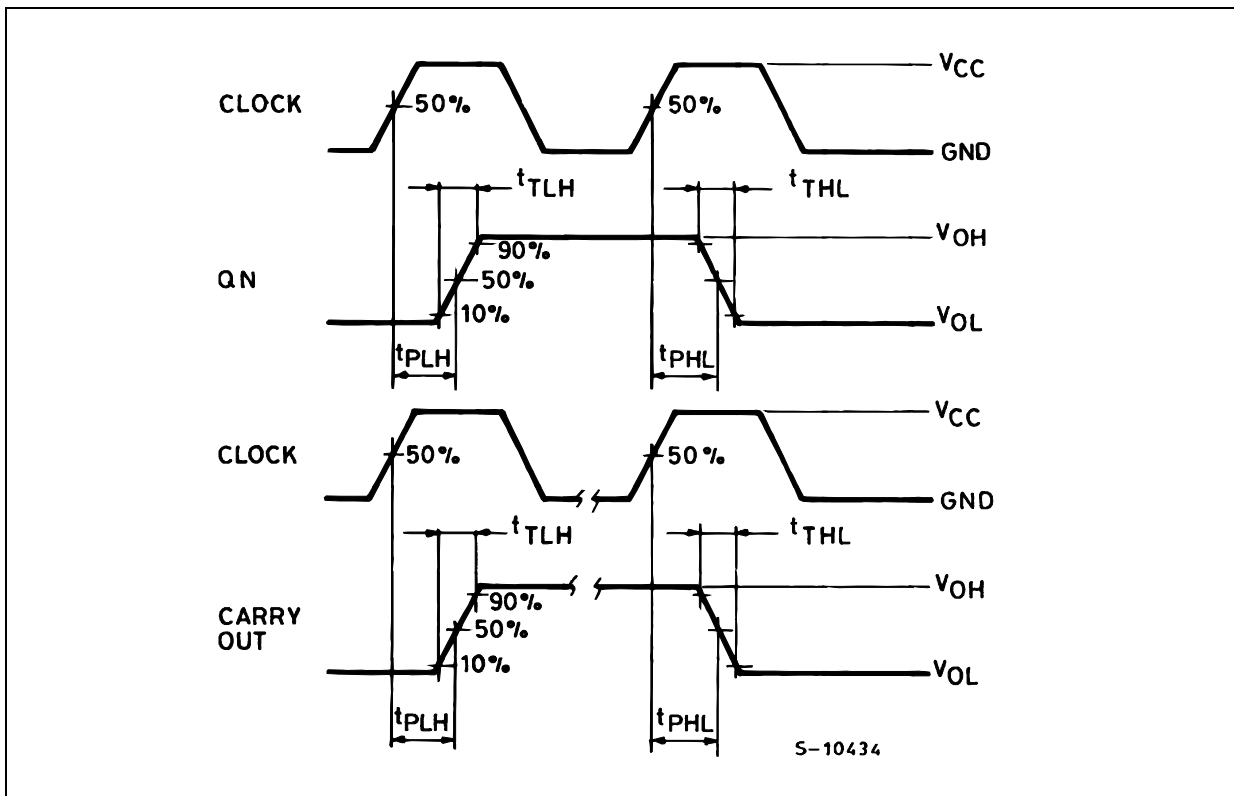 VCC
CLOCK
50%
50%
GND
tTLH
tTHL
VOH
90%
QN
50%
10%
VOL
tPLH
tPHL
VCC
CLOCK
50%
50%
GND
tTLH
tTHL
VOH
90%
CARRY
OUT
50%
10%
VOL
tPLH
tPHL
S-10434